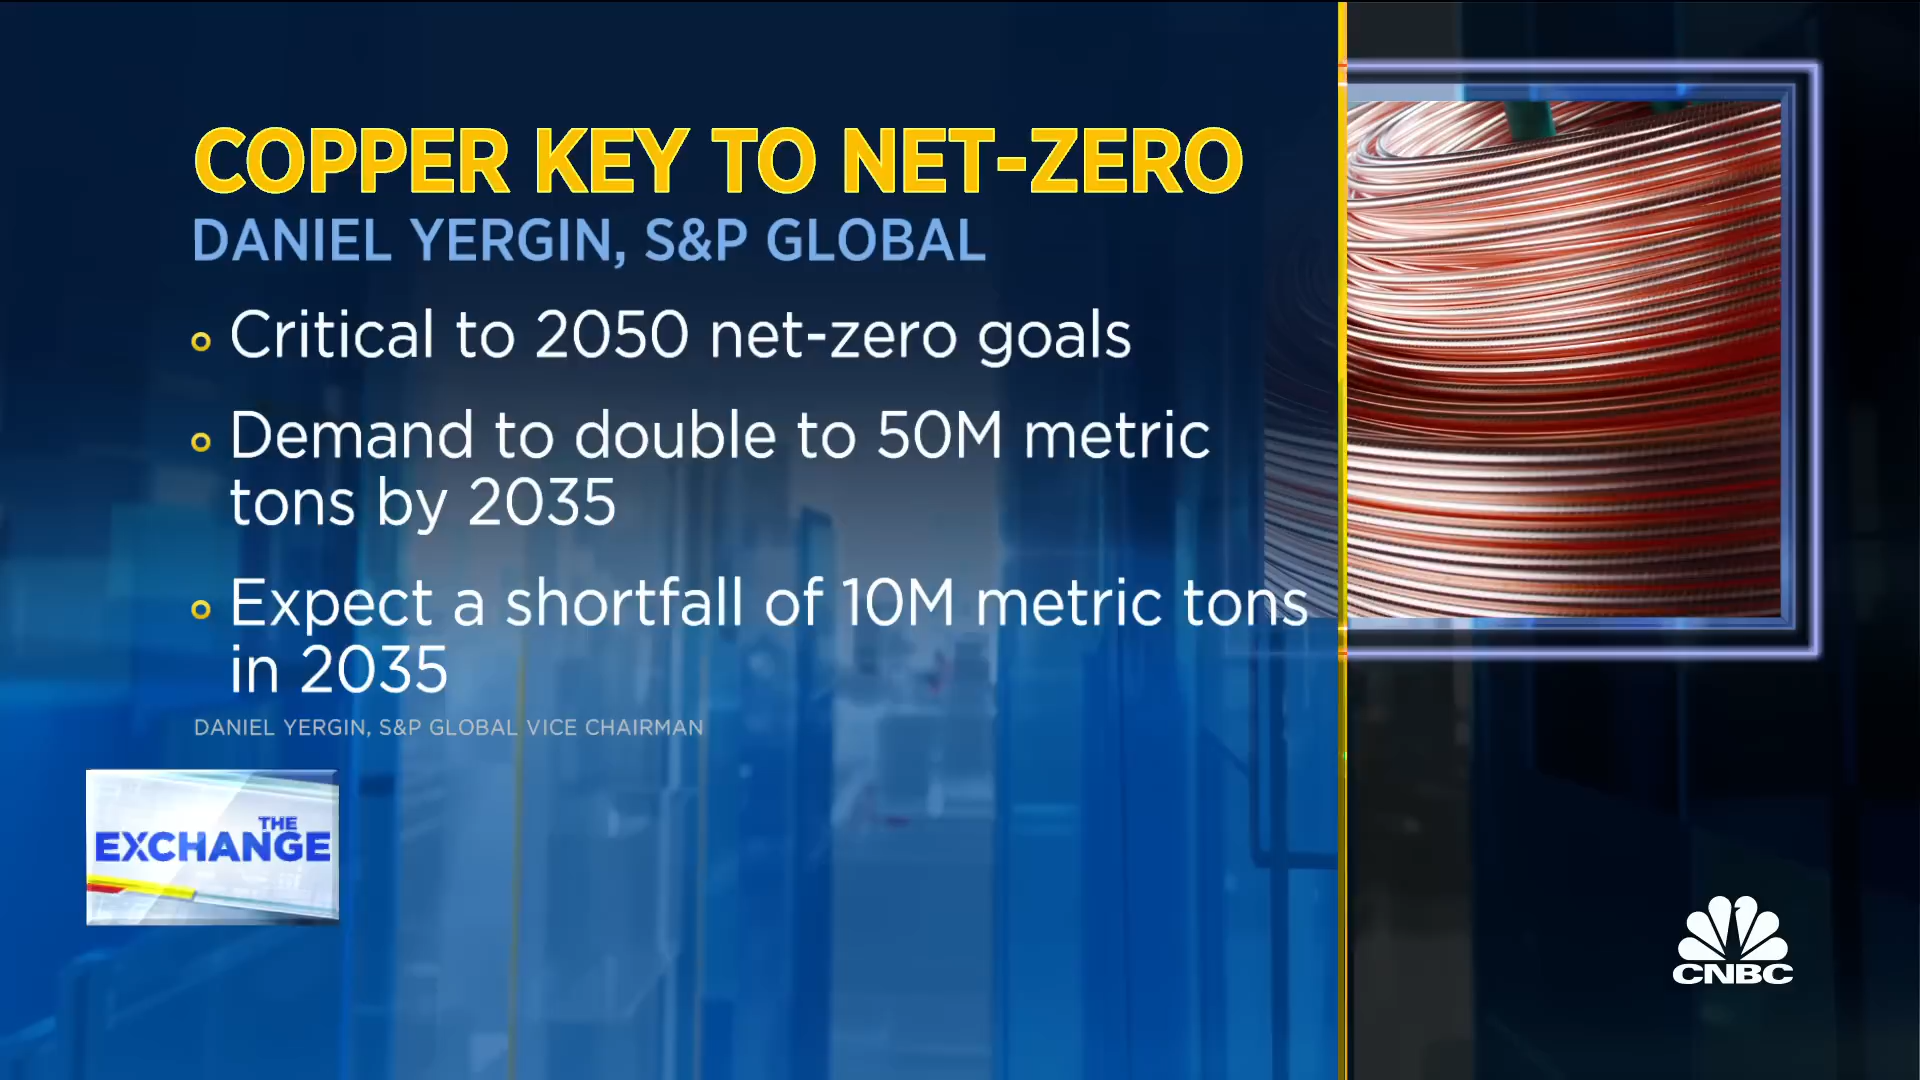 COPPER KEY TO NET-ZERO
DANIEL YERGIN, S&P GLOBAL
Critical to 2050 net-zero goals
Demand to double to 50M metric
tons by 2035
Expect a shortfall of 10M metric tons
in 2035
DANIEL YERGIN, S&P GLOBAL VICE CHAIRMAN
THE
EXCHANGE
CNBC